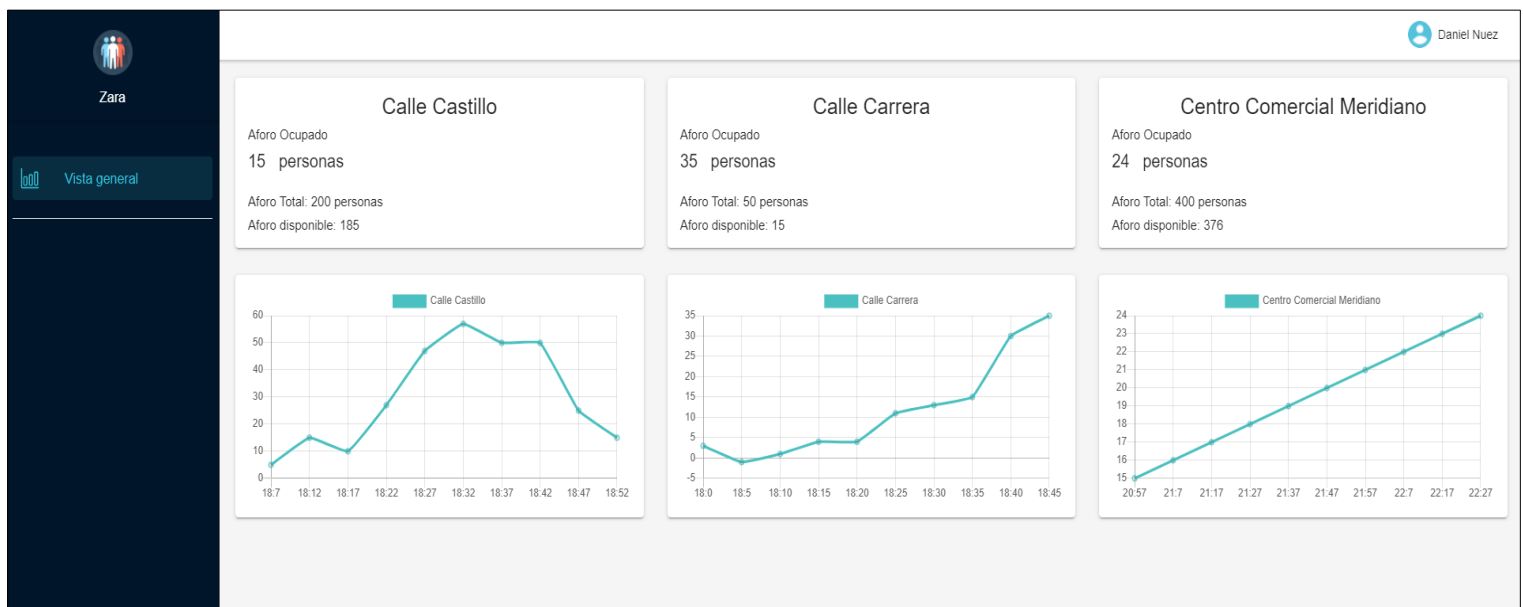 Zara
Vista general
Daniel Nuez
Calle Castillo
Aforo Ocupado
15 personas
Aforo Total: 200 personas
Aforo disponible: 185
Calle Carrera
Aforo Ocupado
35 personas
Aforo Total: 50 personas
Aforo disponible: 15
Centro Comercial Meridiano
Aforo Ocupado
24 personas
Aforo Total: 400 personas
Aforo disponible: 376
Calle Castillo
60
50
40
30
20
10
0
18:7 18:12 18:17 18:22 18:27 18:32 18:37 18:42 18:47 18:52
Calle Carrera
35
30
25
20
15
10
5
0
-5
18:0 18:5 18:10 18:15 18:20 18:25 18:30 18:35 18:40 18:45
Centro Comercial Meridiano
24
23
22
21
20
19
18
17
16
15
20:57 21:7 21:17 21:27 21:37 21:47 21:57 22:7 22:17 22:27